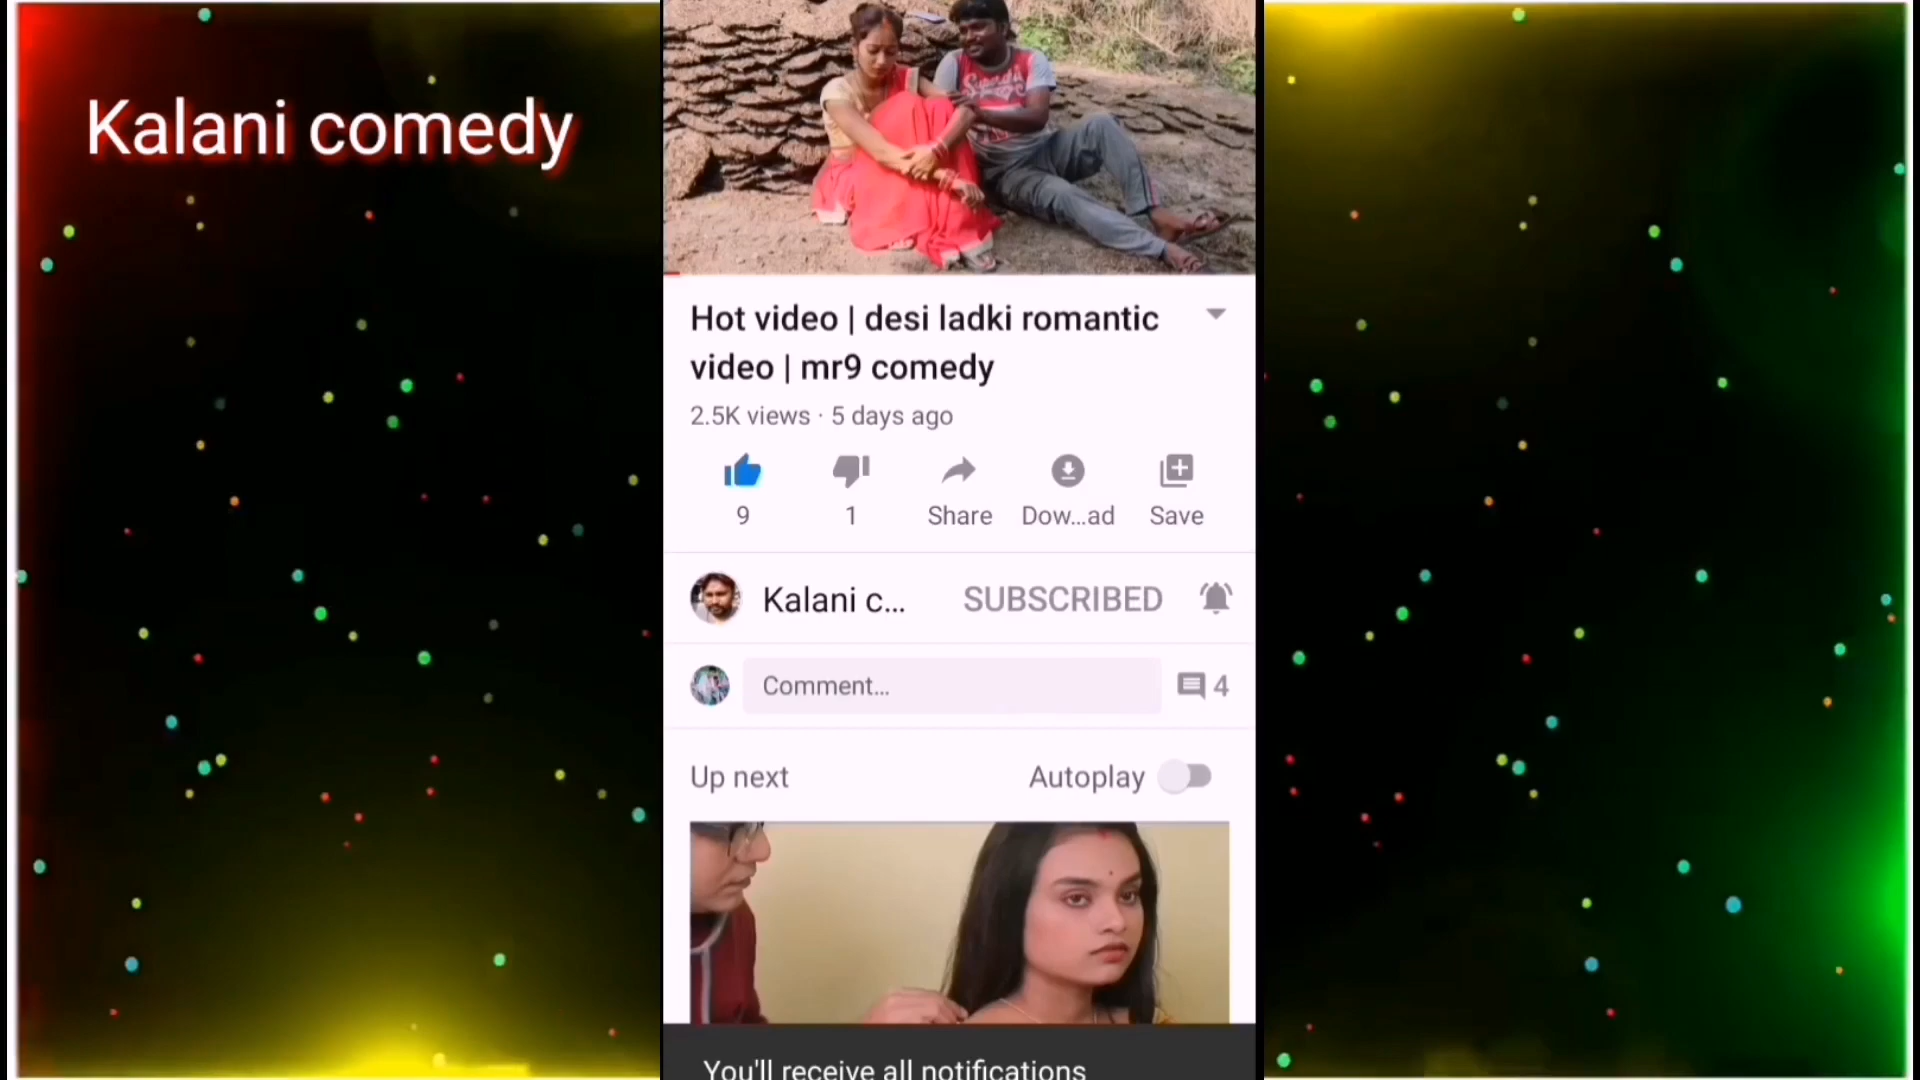 Kalani comedy
Hot video | desi ladki romantic
video | mr9 comedy
2.5K views · 5 days ago
9
1
Share
Dow...ad
Save
Kalani c...
SUBSCRIBED
Comment...
4
Up next
Autoplay
You'll receive all notifications